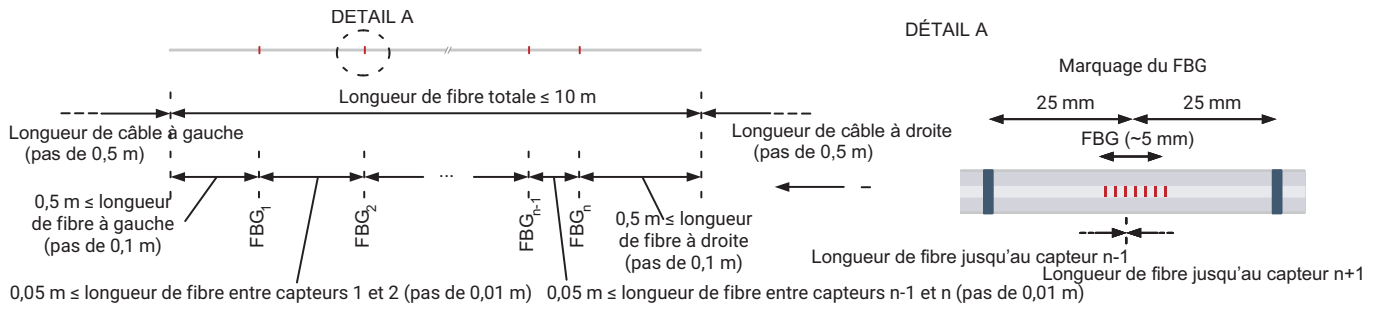 DETAIL A
Longueur de fibre totale ≤ 10 m
Longueur de câble à gauche
(pas de 0,5 m)
Longueur de câble à droite
(pas de 0,5 m)
...
0,5 m ≤ longueur
de fibre à gauche
(pas de 0,1 m)
FBG1
FBG2
FBGn-1
FBGn
0,5 m ≤ longueur
de fibre à droite
(pas de 0,1 m)
0,05 m ≤ longueur de fibre entre capteurs 1 et 2 (pas de 0,01 m)
0,05 m ≤ longueur de fibre entre capteurs n-1 et n (pas de 0,01 m)
DÉTAIL A
Marquage du FBG
25 mm
25 mm
FBG (~5 mm)
Longueur de fibre jusqu'au capteur n-1
Longueur de fibre jusqu'au capteur n+1